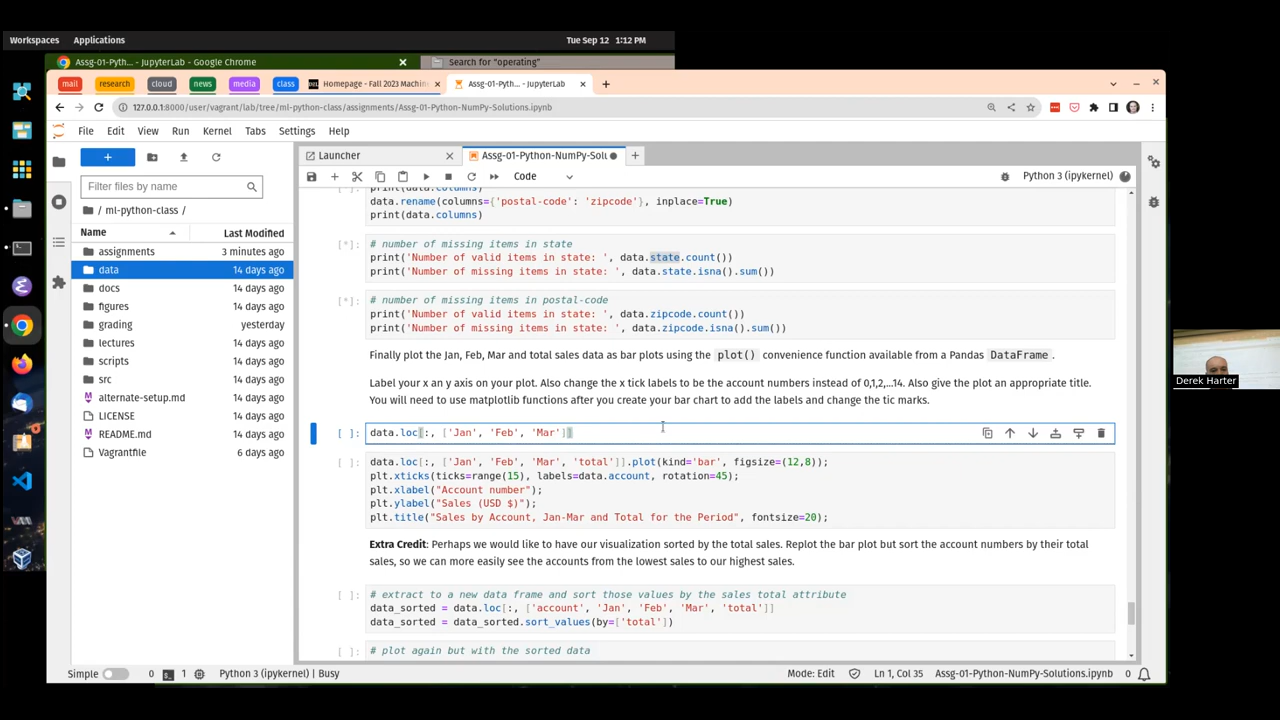 Workspaces Applications Tue Sep 12 1:12 PM
Assg-01-Pyth... - JupyterLab - Google Chrome Search for "operating"
mail research cloud news media class Homepage - Fall 2023 Machin Assg-01-Pyth... - JupyterLab
127.0.0.1:8000/user/vagrant/lab/tree/ml-python-class/assignments/Assg-01-Python-NumPy-Solutions.ipynb
File Edit View Run Kernel Tabs Settings Help
Launcher Assg-01-Python-NumPy-Solu
Code Python 3 (ipykernel)
Filter files by name
/ ml-python-class /
Name Last Modified
assignments 3 minutes ago
data 14 days ago
docs 14 days ago
figures 14 days ago
grading yesterday
lectures 14 days ago
scripts 14 days ago
src 14 days ago
alternate-setup.md 14 days ago
LICENSE 14 days ago
README.md 14 days ago
Vagrantfile 6 days ago
print(data.columns)
data.rename(columns={'postal-code': 'zipcode'}, inplace=True)
print(data.columns)
[*]: # number of missing items in state
print('Number of valid items in state: ', data.state.count())
print('Number of missing items in state: ', data.state.isna().sum())
[*]: # number of missing items in postal-code
print('Number of valid items in state: ', data.zipcode.count())
print('Number of missing items in state: ', data.zipcode.isna().sum())
Finally plot the Jan, Feb, Mar and total sales data as bar plots using the plot() convenience function available from a Pandas DataFrame.
Label your x an y axis on your plot. Also change the x tick labels to be the account numbers instead of 0,1,2,...14. Also give the plot an appropriate title.
You will need to use matplotlib functions after you create your bar chart to add the labels and change the tic marks.
[ ]: data.loc[:, ['Jan', 'Feb', 'Mar']]
[ ]: data.loc[:, ['Jan', 'Feb', 'Mar', 'total']].plot(kind='bar', figsize=(12,8));
plt.xticks(ticks=range(15), labels=data.account, rotation=45);
plt.xlabel("Account number");
plt.ylabel("Sales (USD $)");
plt.title("Sales by Account, Jan-Mar and Total for the Period", fontsize=20);
Extra Credit: Perhaps we would like to have our visualization sorted by the total sales. Replot the bar plot but sort the account numbers by their total
sales, so we can more easily see the accounts from the lowest sales to our highest sales.
[ ]: # extract to a new data frame and sort those values by the sales total attribute
data_sorted = data.loc[:, ['account', 'Jan', 'Feb', 'Mar', 'total']]
data_sorted = data_sorted.sort_values(by=['total'])
[ ]: # plot again but with the sorted data
Simple 0 1 Python 3 (ipykernel) | Busy Mode: Edit Ln 1, Col 35 Assg-01-Python-NumPy-Solutions.ipynb 0
Derek Harter